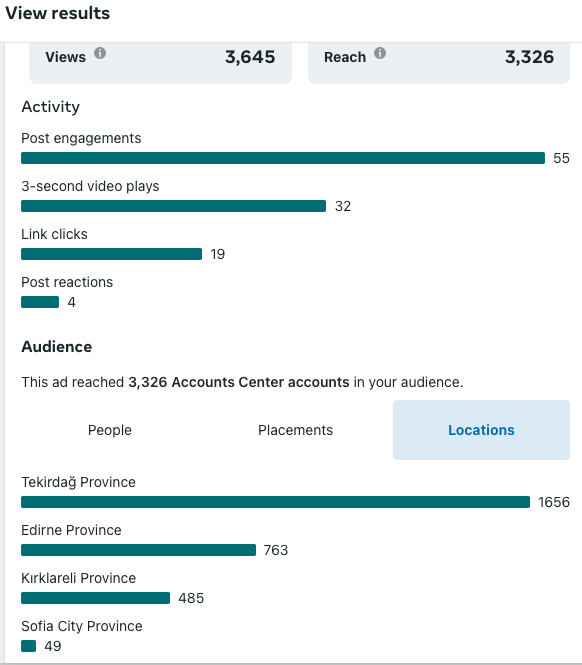 View results
Views 3,645
Reach 3,326
Activity
Post engagements
55
3-second video plays
32
Link clicks
19
Post reactions
4
Audience
This ad reached 3,326 Accounts Center accounts in your audience.
People Placements Locations
Tekirdağ Province
1656
Edirne Province
763
Kırklareli Province
485
Sofia City Province
49